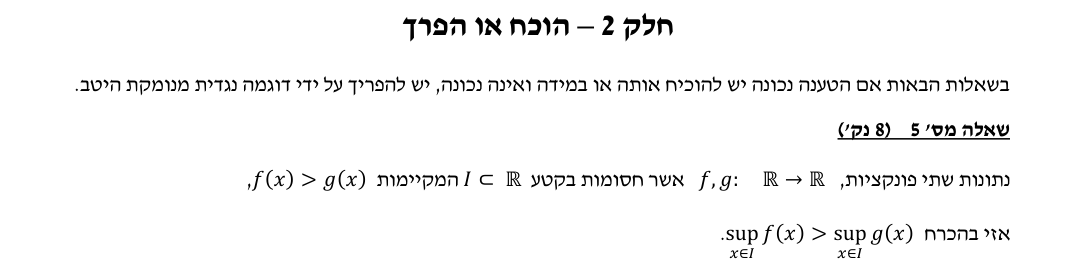 חלק 2 – הוכח או הפרך
בשאלות הבאות אם הטענה נכונה יש להוכיח אותה או במידה ואינה נכונה, יש להפריך על ידי דוגמה נגדית מנומקת היטב.
שאלה מס׳ 5 (8 נק׳)
נתונות שתי פונקציות, f, g: ℝ → ℝ אשר חסומות בקטע I ⊂ ℝ המקיימות f(x) > g(x),
אזי בהכרח sup_{x∈I} f(x) > sup_{x∈I} g(x).